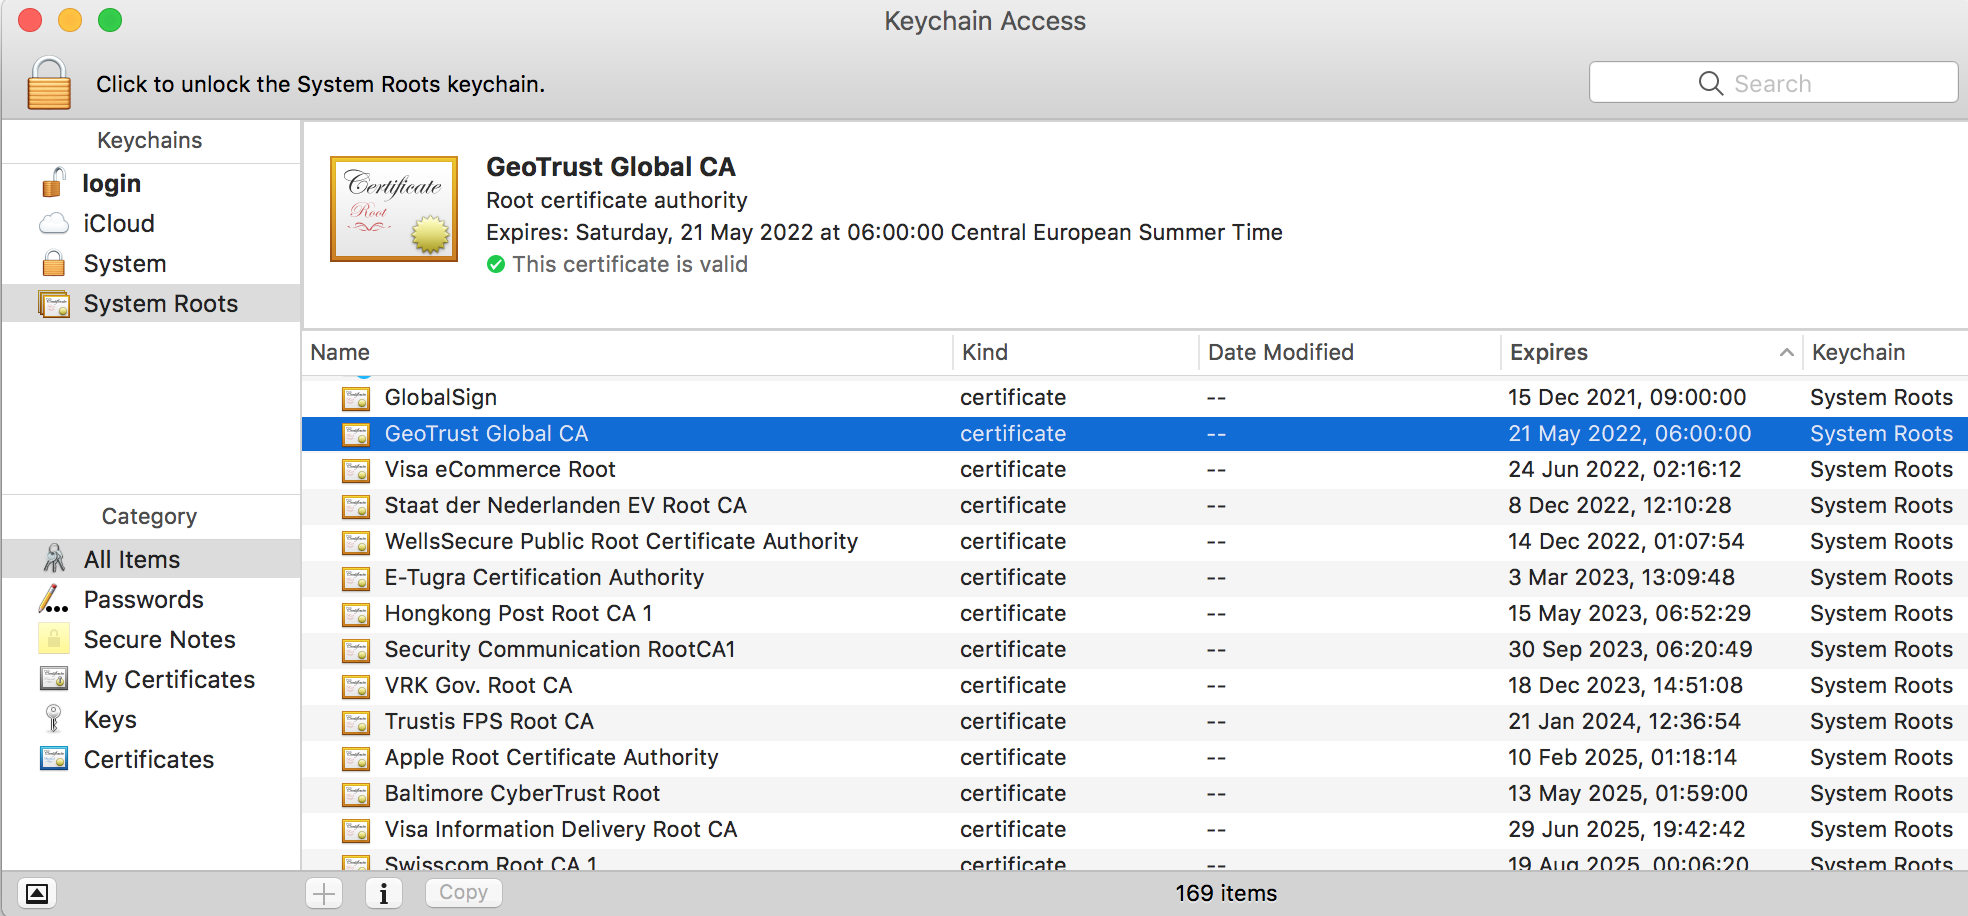 Keychain Access
Click to unlock the System Roots keychain.
Search
Keychains
login
iCloud
System
System Roots
Category
All Items
Passwords
Secure Notes
My Certificates
Keys
Certificates
Certificate
Root
GeoTrust Global CA
Root certificate authority
Expires: Saturday, 21 May 2022 at 06:00:00 Central European Summer Time
This certificate is valid
Name Kind Date Modified Expires Keychain
GlobalSign certificate -- 15 Dec 2021, 09:00:00 System Roots
GeoTrust Global CA certificate -- 21 May 2022, 06:00:00 System Roots
Visa eCommerce Root certificate -- 24 Jun 2022, 02:16:12 System Roots
Staat der Nederlanden EV Root CA certificate -- 8 Dec 2022, 12:10:28 System Roots
WellsSecure Public Root Certificate Authority certificate -- 14 Dec 2022, 01:07:54 System Roots
E-Tugra Certification Authority certificate -- 3 Mar 2023, 13:09:48 System Roots
Hongkong Post Root CA 1 certificate -- 15 May 2023, 06:52:29 System Roots
Security Communication RootCA1 certificate -- 30 Sep 2023, 06:20:49 System Roots
VRK Gov. Root CA certificate -- 18 Dec 2023, 14:51:08 System Roots
Trustis FPS Root CA certificate -- 21 Jan 2024, 12:36:54 System Roots
Apple Root Certificate Authority certificate -- 10 Feb 2025, 01:18:14 System Roots
Baltimore CyberTrust Root certificate -- 13 May 2025, 01:59:00 System Roots
Visa Information Delivery Root CA certificate -- 29 Jun 2025, 19:42:42 System Roots
Swisscom Root CA 1 certificate -- 19 Aug 2025, 00:06:20 System Roots
Copy
169 items